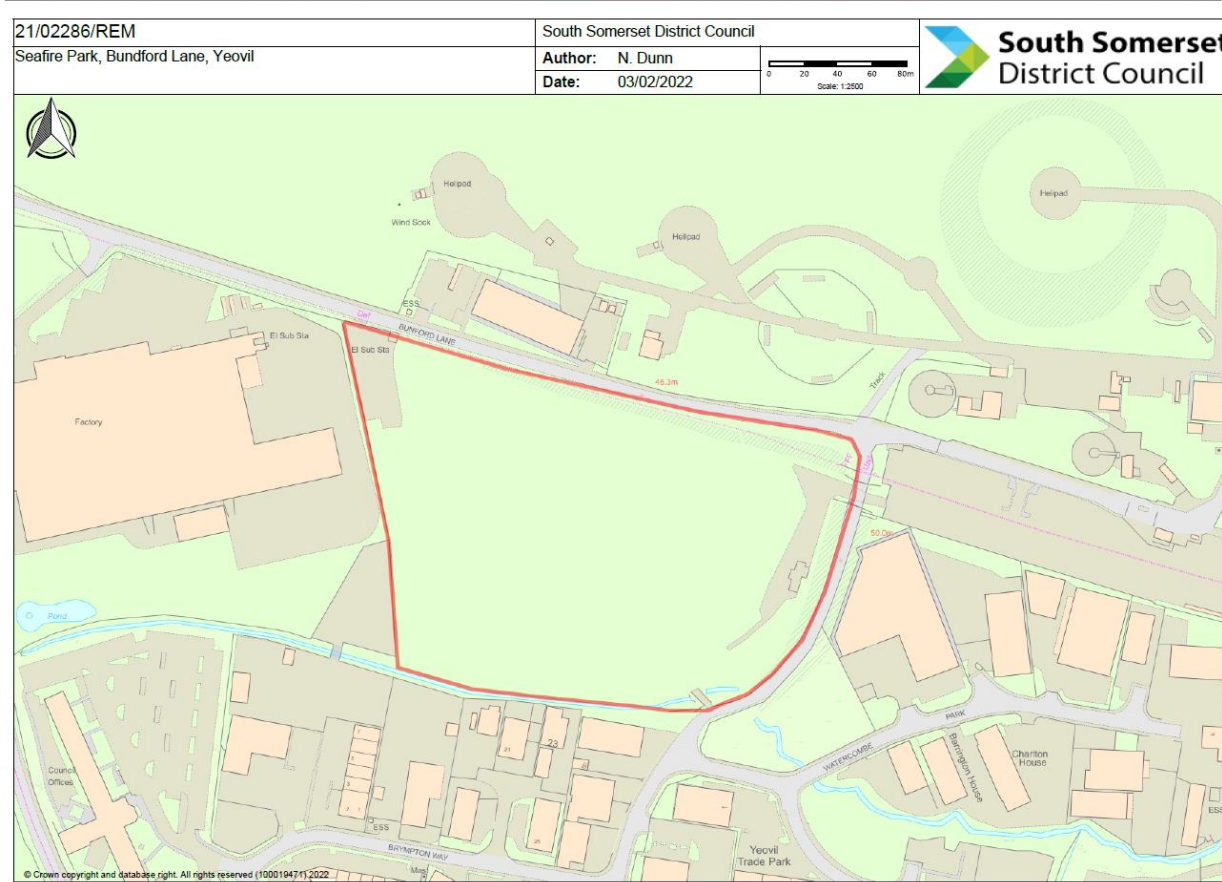 21/02286/REM
Seafire Park, Bundford Lane, Yeovil
South Somerset District Council
Author: N. Dunn
Date: 03/02/2022
0 20 40 60 80m
Scale: 1:2500
South Somerset
District Council
Helipad
Helipad
Wind Sock
Helipad
ESS
Def
BUNFORD LANE
El Sub Sta
El Sub Sta
46.3m
Track
Factory
Und
50.0m
Pond
PARK
WATERCOMBE
Barrington House
Charlton
House
23
21
Council
Offices
ESS
ESS
BRYMPTON WAY
Yeovil
Trade Park
© Crown copyright and database right. All rights reserved (100019471) 2022